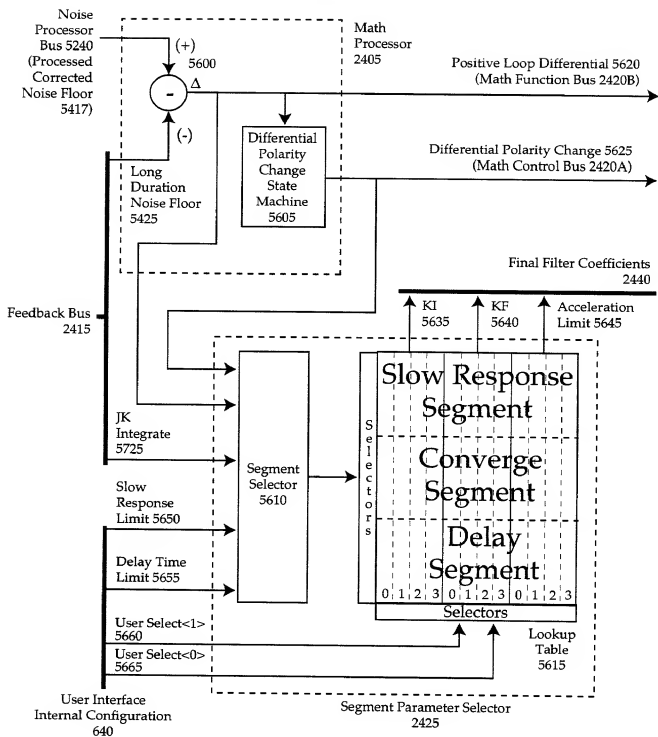 Noise
Processor
Bus 5240
(Processed
Corrected
Noise Floor
5417)
(+)
5600
Δ
-
(-)
Math
Processor
2405
Positive Loop Differential 5620
(Math Function Bus 2420B)
Differential
Polarity
Change
State
Machine
5605
Differential Polarity Change 5625
(Math Control Bus 2420A)
Long
Duration
Noise Floor
5425
Final Filter Coefficients
2440
Feedback Bus
2415
KI
5635
KF
5640
Acceleration
Limit 5645
JK
Integrate
5725
Segment
Selector
5610
Selectors
Slow Response
Segment
Converge
Segment
Delay
Segment
0 1 2 3 0 1 2 3 0 1 2 3
Selectors
Slow
Response
Limit 5650
Delay Time
Limit 5655
User Select<1>
5660
User Select<0>
5665
Lookup
Table
5615
User Interface
Internal Configuration
640
Segment Parameter Selector
2425